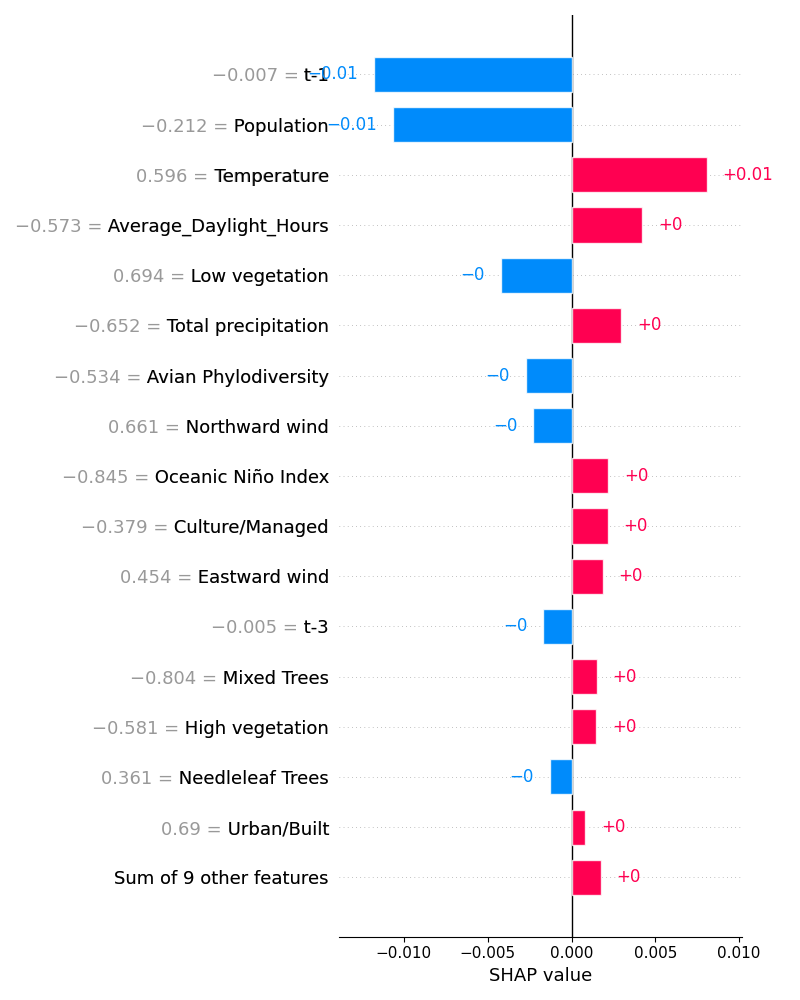 −0.007 = t-1 −0.01
−0.212 = Population −0.01
0.596 = Temperature +0.01
−0.573 = Average_Daylight_Hours +0
0.694 = Low vegetation −0
−0.652 = Total precipitation +0
−0.534 = Avian Phylodiversity −0
0.661 = Northward wind −0
−0.845 = Oceanic Niño Index +0
−0.379 = Culture/Managed +0
0.454 = Eastward wind +0
−0.005 = t-3 −0
−0.804 = Mixed Trees +0
−0.581 = High vegetation +0
0.361 = Needleleaf Trees −0
0.69 = Urban/Built +0
Sum of 9 other features +0
−0.010 −0.005 0.000 0.005 0.010
SHAP value